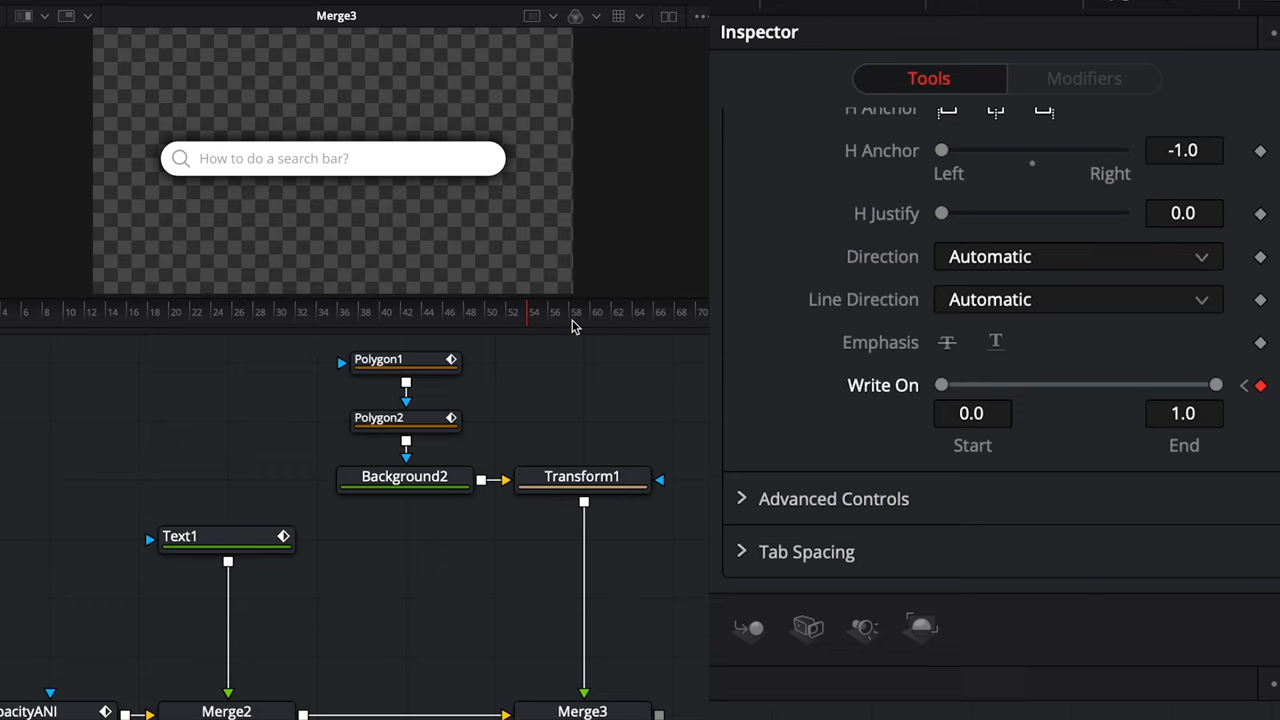 Merge3
How to do a search bar?
4 6 8 10 12 14 16 18 20 22 24 26 28 30 32 34 36 38 40 42 44 46 48 50 52 54 56 58 60 62 64 66 68 70
Polygon1
Polygon2
Background2
Transform1
Text1
pacityANI
Merge2
Merge3
Inspector
Tools
Modifiers
H Anchor
H Anchor
-1.0
Left
Right
H Justify
0.0
Direction
Automatic
Line Direction
Automatic
Emphasis
T T
Write On
0.0
1.0
Start
End
Advanced Controls
Tab Spacing